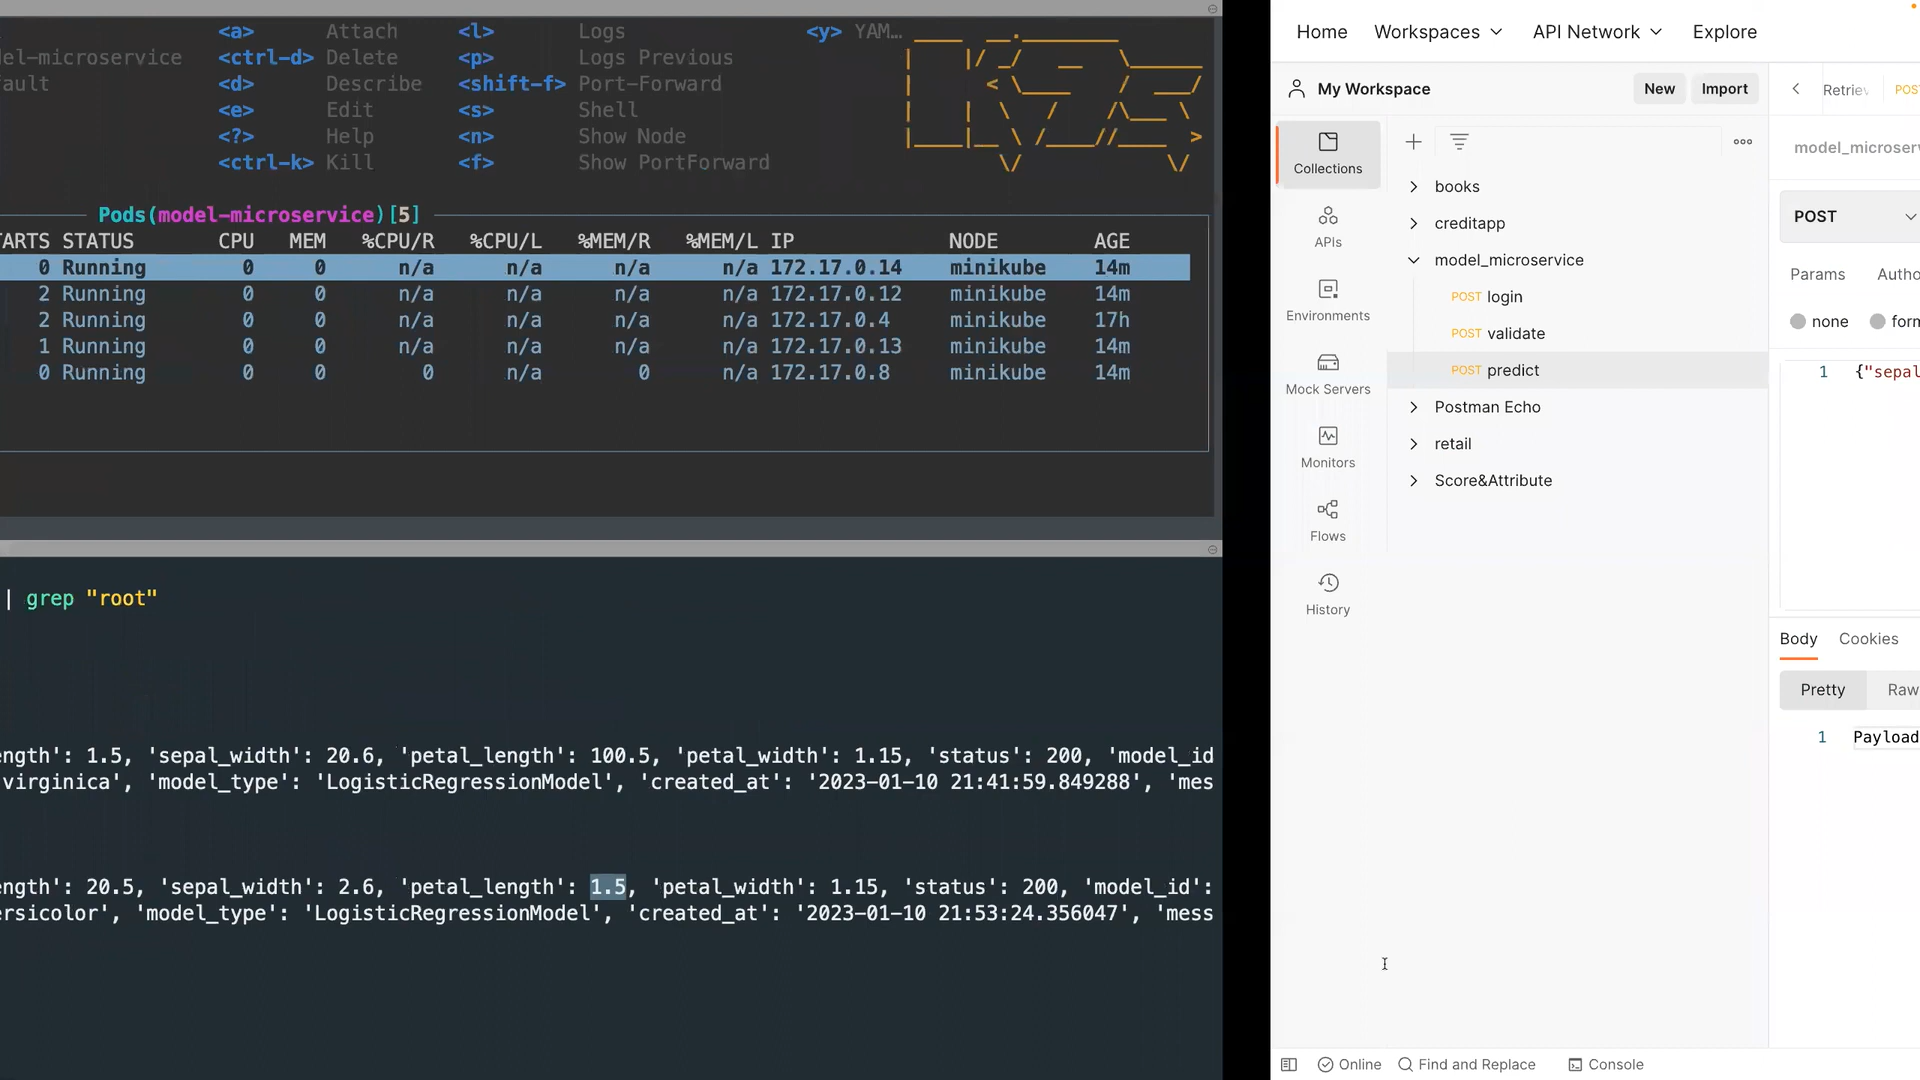 <a> Attach <l> Logs <y> YAM…
el-microservice <ctrl-d> Delete <p> Logs Previous
ault <d> Describe <shift-f> Port-Forward
<e> Edit <s> Shell
<?> Help <n> Show Node
<ctrl-k> Kill <f> Show PortForward
Pods(model-microservice)[5]
TARTS STATUS CPU MEM %CPU/R %CPU/L %MEM/R %MEM/L IP NODE AGE
0 Running 0 0 n/a n/a n/a n/a 172.17.0.14 minikube 14m
2 Running 0 0 n/a n/a n/a n/a 172.17.0.12 minikube 14m
2 Running 0 0 n/a n/a n/a n/a 172.17.0.4 minikube 17h
1 Running 0 0 n/a n/a n/a n/a 172.17.0.13 minikube 14m
0 Running 0 0 0 n/a 0 n/a 172.17.0.8 minikube 14m
| grep "root"
ength': 1.5, 'sepal_width': 20.6, 'petal_length': 100.5, 'petal_width': 1.15, 'status': 200, 'model_id
virginica', 'model_type': 'LogisticRegressionModel', 'created_at': '2023-01-10 21:41:59.849288', 'mes
ength': 20.5, 'sepal_width': 2.6, 'petal_length': 1.5, 'petal_width': 1.15, 'status': 200, 'model_id':
ersicolor', 'model_type': 'LogisticRegressionModel', 'created_at': '2023-01-10 21:53:24.356047', 'mess
Home Workspaces API Network Explore
My Workspace New Import
Collections
APIs
Environments
Mock Servers
Monitors
Flows
History
books
creditapp
model_microservice
POST login
POST validate
POST predict
Postman Echo
retail
Score&Attribute
Retriev POST
model_microserv
POST
Params Autho
none form
1 {"sepal
Body Cookies
Pretty Raw
1 Payload
Online Find and Replace Console